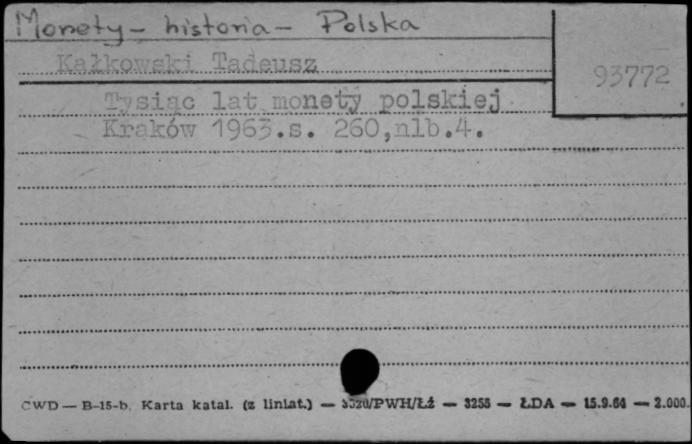 Monety - historia - Polska
Kałkowski Tadeusz
93772
Tysiąc lat monety polskiej
Kraków 1963.s. 260,nlb.4.
CWD — B-15-b. Karta katal. (z liniat.) — PWH/Łź — 3258 — ŁDA — 15.9.64 — 2.000.